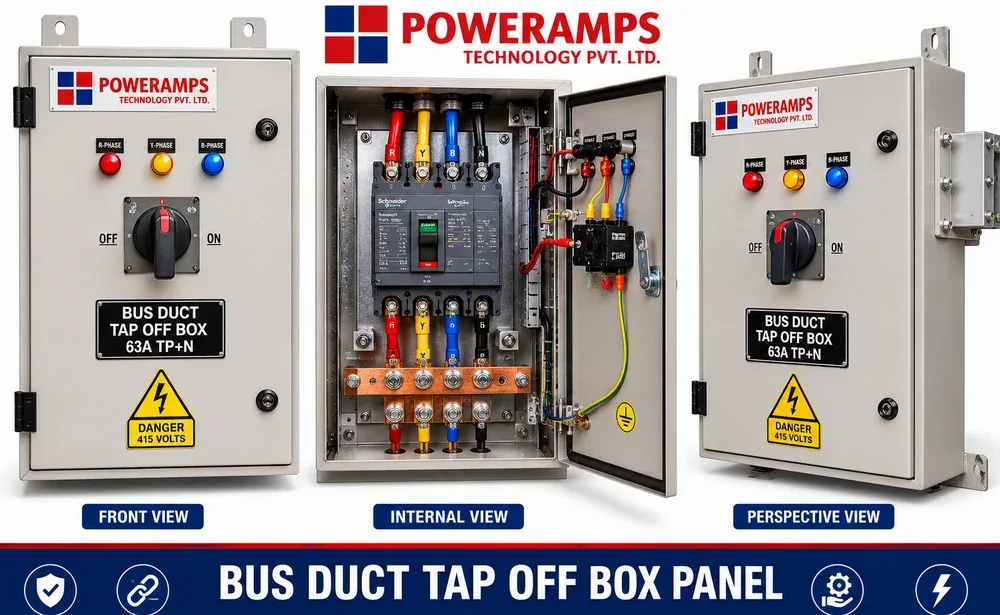 POWERAMPS
TECHNOLOGY PVT. LTD.
POWERAMPS
TECHNOLOGY PVT. LTD.
R-PHASE
Y-PHASE
B-PHASE
OFF
ON
BUS DUCT
TAP OFF BOX
63A TP+N
DANGER
415 VOLTS
FRONT VIEW
R
Y
B
N
Schneider
Y
INTERNAL VIEW
POWERAMPS
TECHNOLOGY PVT. LTD.
R-PHASE
Y-PHASE
B-PHASE
OFF
ON
BUS DUCT
TAP OFF BOX
63A TP+N
DANGER
415 VOLTS
PERSPECTIVE VIEW
BUS DUCT TAP OFF BOX PANEL